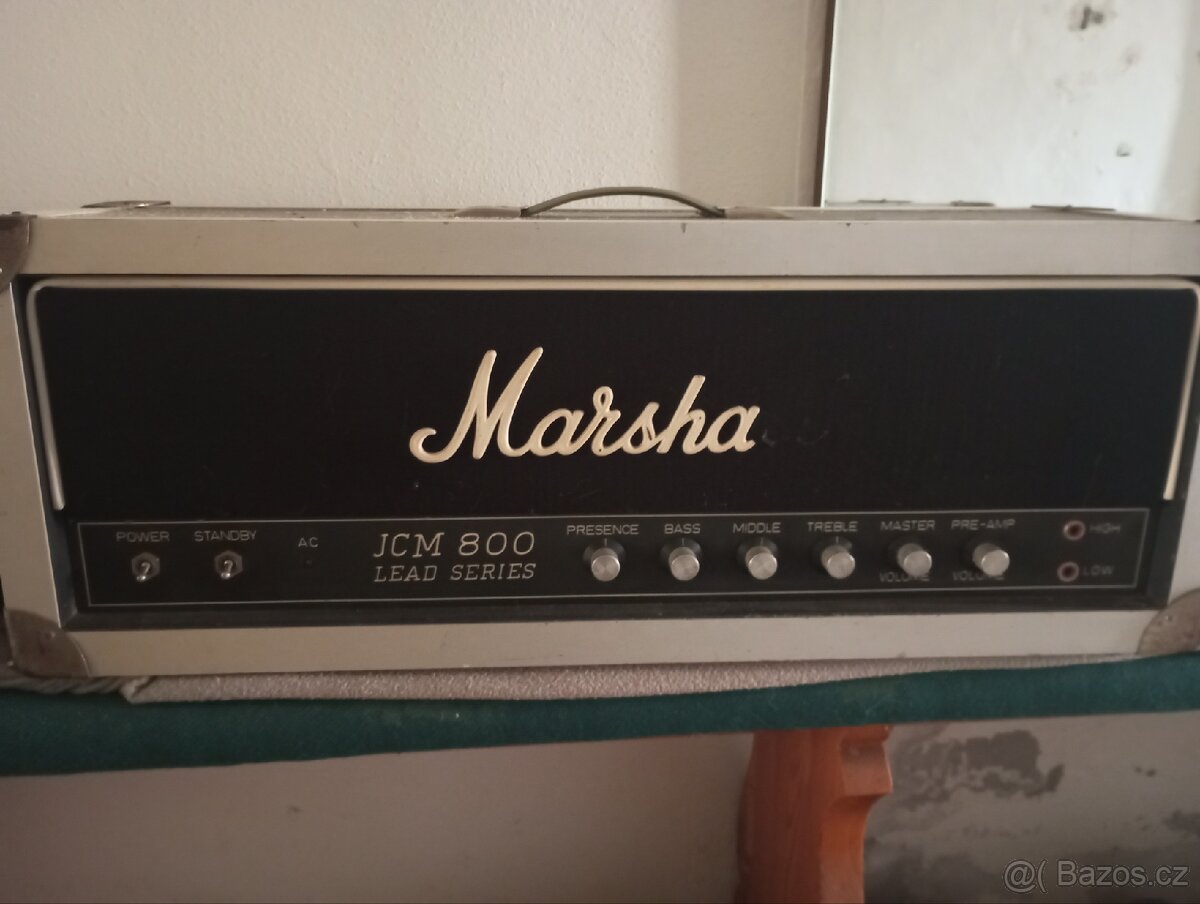 Marsha
POWER STANDBY AC JCM 800 PRESENCE BASS MIDDLE TREBLE MASTER PRE-AMP HIGH
LEAD SERIES VOLUME VOLUME LOW
@( Bazos.cz